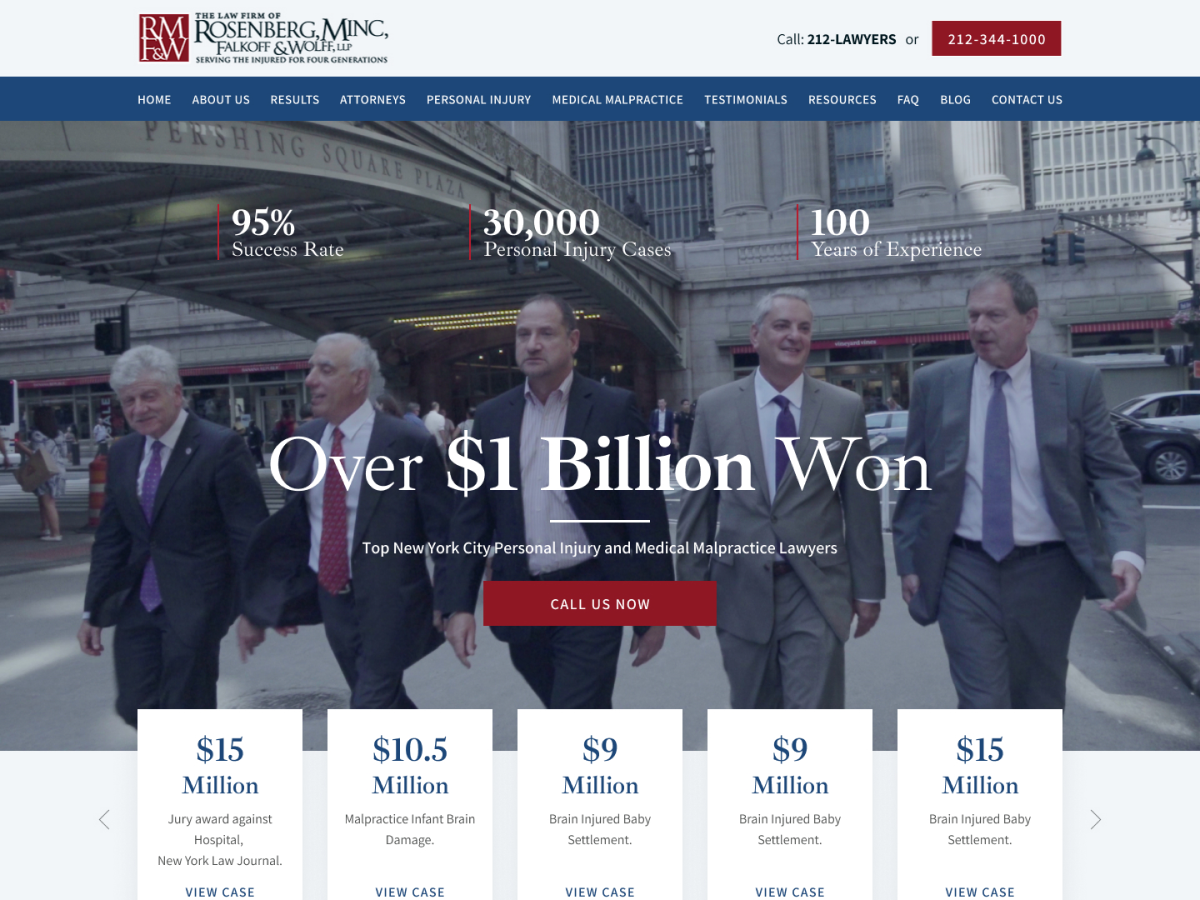 THE LAW FIRM OF
RM
F&W
ROSENBERG, MINC,
FALKOFF & WOLFF, LLP
SERVING THE INJURED FOR FOUR GENERATIONS
Call: 212-LAWYERS or 212-344-1000
HOME ABOUT US RESULTS ATTORNEYS PERSONAL INJURY MEDICAL MALPRACTICE TESTIMONIALS RESOURCES FAQ BLOG CONTACT US
PERSHING SQUARE PLAZA
95% 30,000 100
Success Rate Personal Injury Cases Years of Experience
Over $1 Billion Won
Top New York City Personal Injury and Medical Malpractice Lawyers
CALL US NOW
$15
Million
Jury award against
Hospital,
New York Law Journal.
VIEW CASE
$10.5
Million
Malpractice Infant Brain
Damage.
VIEW CASE
$9
Million
Brain Injured Baby
Settlement.
VIEW CASE
$9
Million
Brain Injured Baby
Settlement.
VIEW CASE
$15
Million
Brain Injured Baby
Settlement.
VIEW CASE